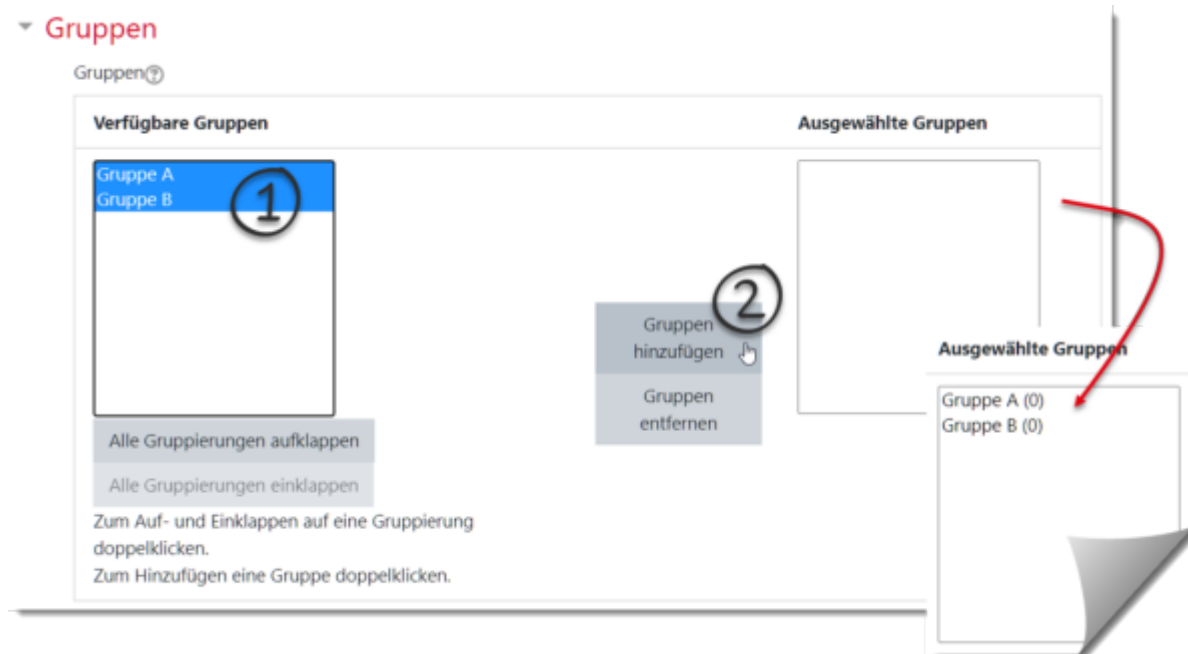 Gruppen
Gruppen
Verfügbare Gruppen
Ausgewählte Gruppen
Gruppe A
Gruppe B
1
2
Gruppen
hinzufügen
Gruppen
entfernen
Ausgewählte Gruppen
Gruppe A (0)
Gruppe B (0)
Alle Gruppierungen aufklappen
Alle Gruppierungen einklappen
Zum Auf- und Einklappen auf eine Gruppierung
doppelklicken.
Zum Hinzufügen eine Gruppe doppelklicken.